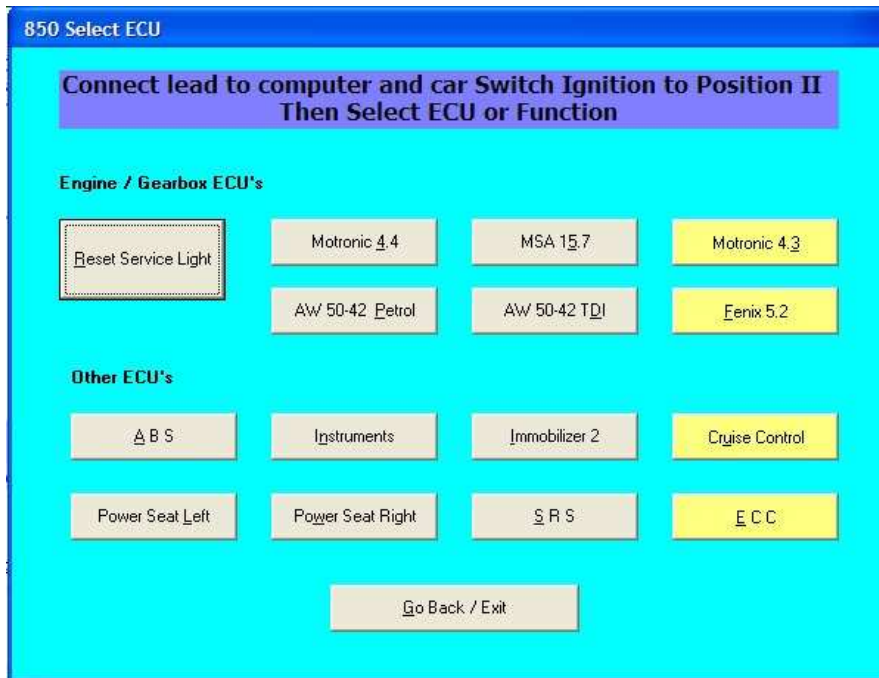 850 Select ECU
Connect lead to computer and car Switch Ignition to Position II
Then Select ECU or Function
Engine / Gearbox ECU's
Reset Service Light
Motronic 4.4
MSA 15.7
Motronic 4.3
AW 50-42 Petrol
AW 50-42 TDI
Fenix 5.2
Other ECU's
A B S
Instruments
Immobilizer 2
Cruise Control
Power Seat Left
Power Seat Right
S R S
E C C
Go Back / Exit